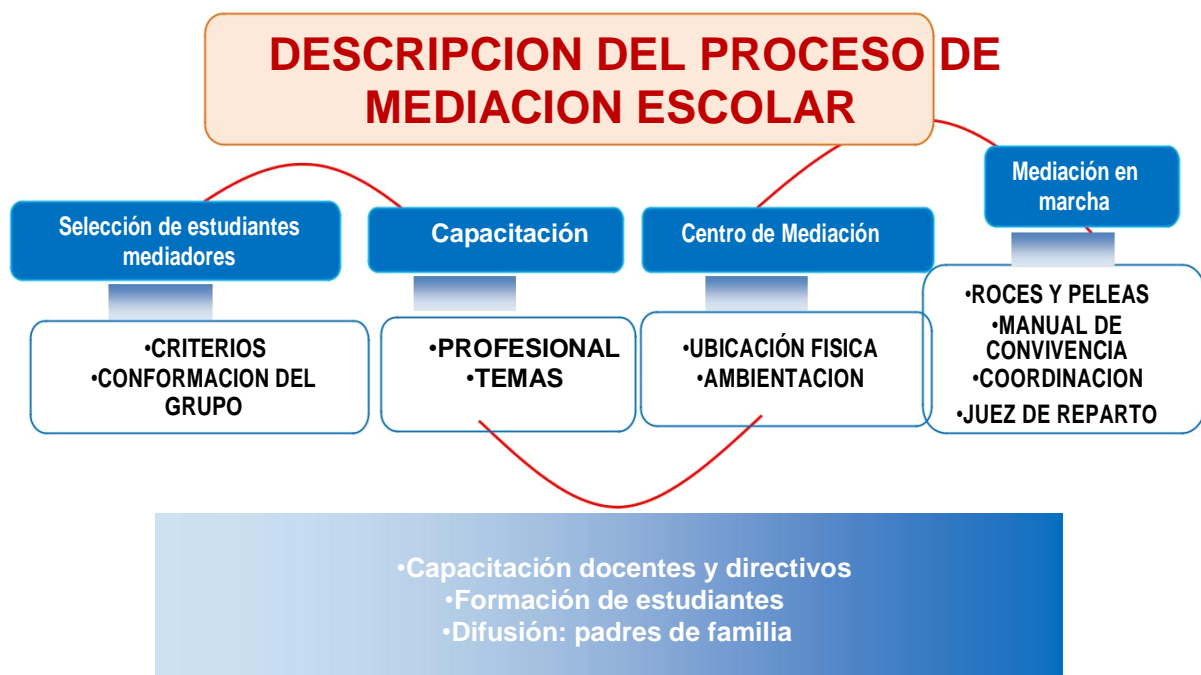 DESCRIPCION DEL PROCESO DE
MEDIACION ESCOLAR
Selección de estudiantes
mediadores
•CRITERIOS
•CONFORMACION DEL
GRUPO
Capacitación
•PROFESIONAL
•TEMAS
Centro de Mediación
•UBICACIÓN FISICA
•AMBIENTACION
Mediación en
marcha
•ROCES Y PELEAS
•MANUAL DE
CONVIVENCIA
•COORDINACION
•JUEZ DE REPARTO
•Capacitación docentes y directivos
•Formación de estudiantes
•Difusión: padres de familia